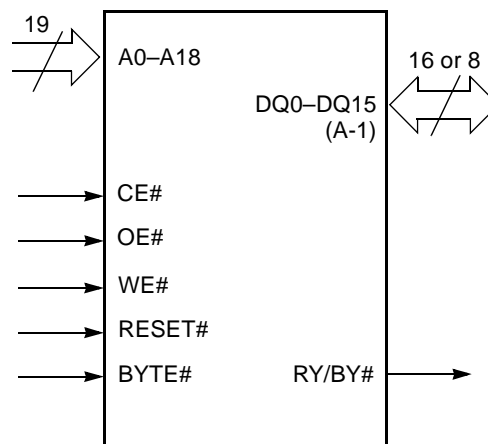 19
A0–A18
16 or 8
DQ0–DQ15
(A-1)
CE#
OE#
WE#
RESET#
BYTE#
RY/BY#